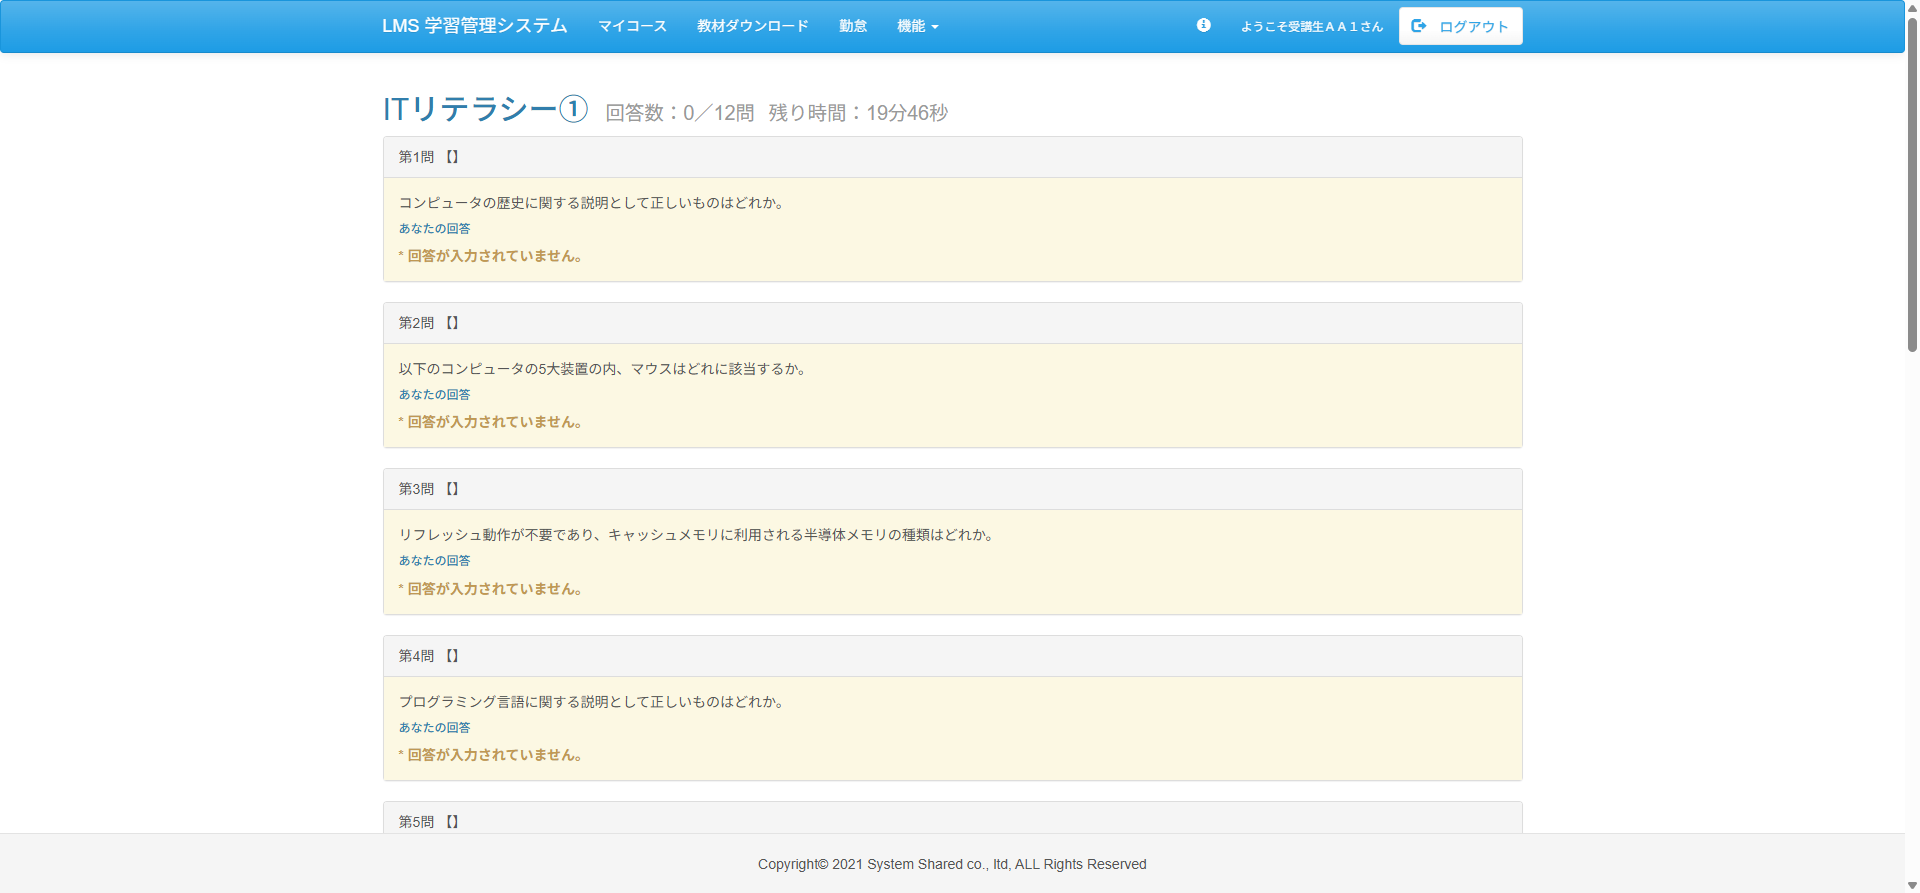 LMS 学習管理システム マイコース 教材ダウンロード 勤怠 機能 ようこそ受講生ＡＡ１さん ログアウト
ITリテラシー① 回答数：0／12問 残り時間：19分46秒
第1問 【】
コンピュータの歴史に関する説明として正しいものはどれか。
あなたの回答
* 回答が入力されていません。
第2問 【】
以下のコンピュータの5大装置の内、マウスはどれに該当するか。
あなたの回答
* 回答が入力されていません。
第3問 【】
リフレッシュ動作が不要であり、キャッシュメモリに利用される半導体メモリの種類はどれか。
あなたの回答
* 回答が入力されていません。
第4問 【】
プログラミング言語に関する説明として正しいものはどれか。
あなたの回答
* 回答が入力されていません。
第5問 【】
Copyright© 2021 System Shared co., ltd, ALL Rights Reserved